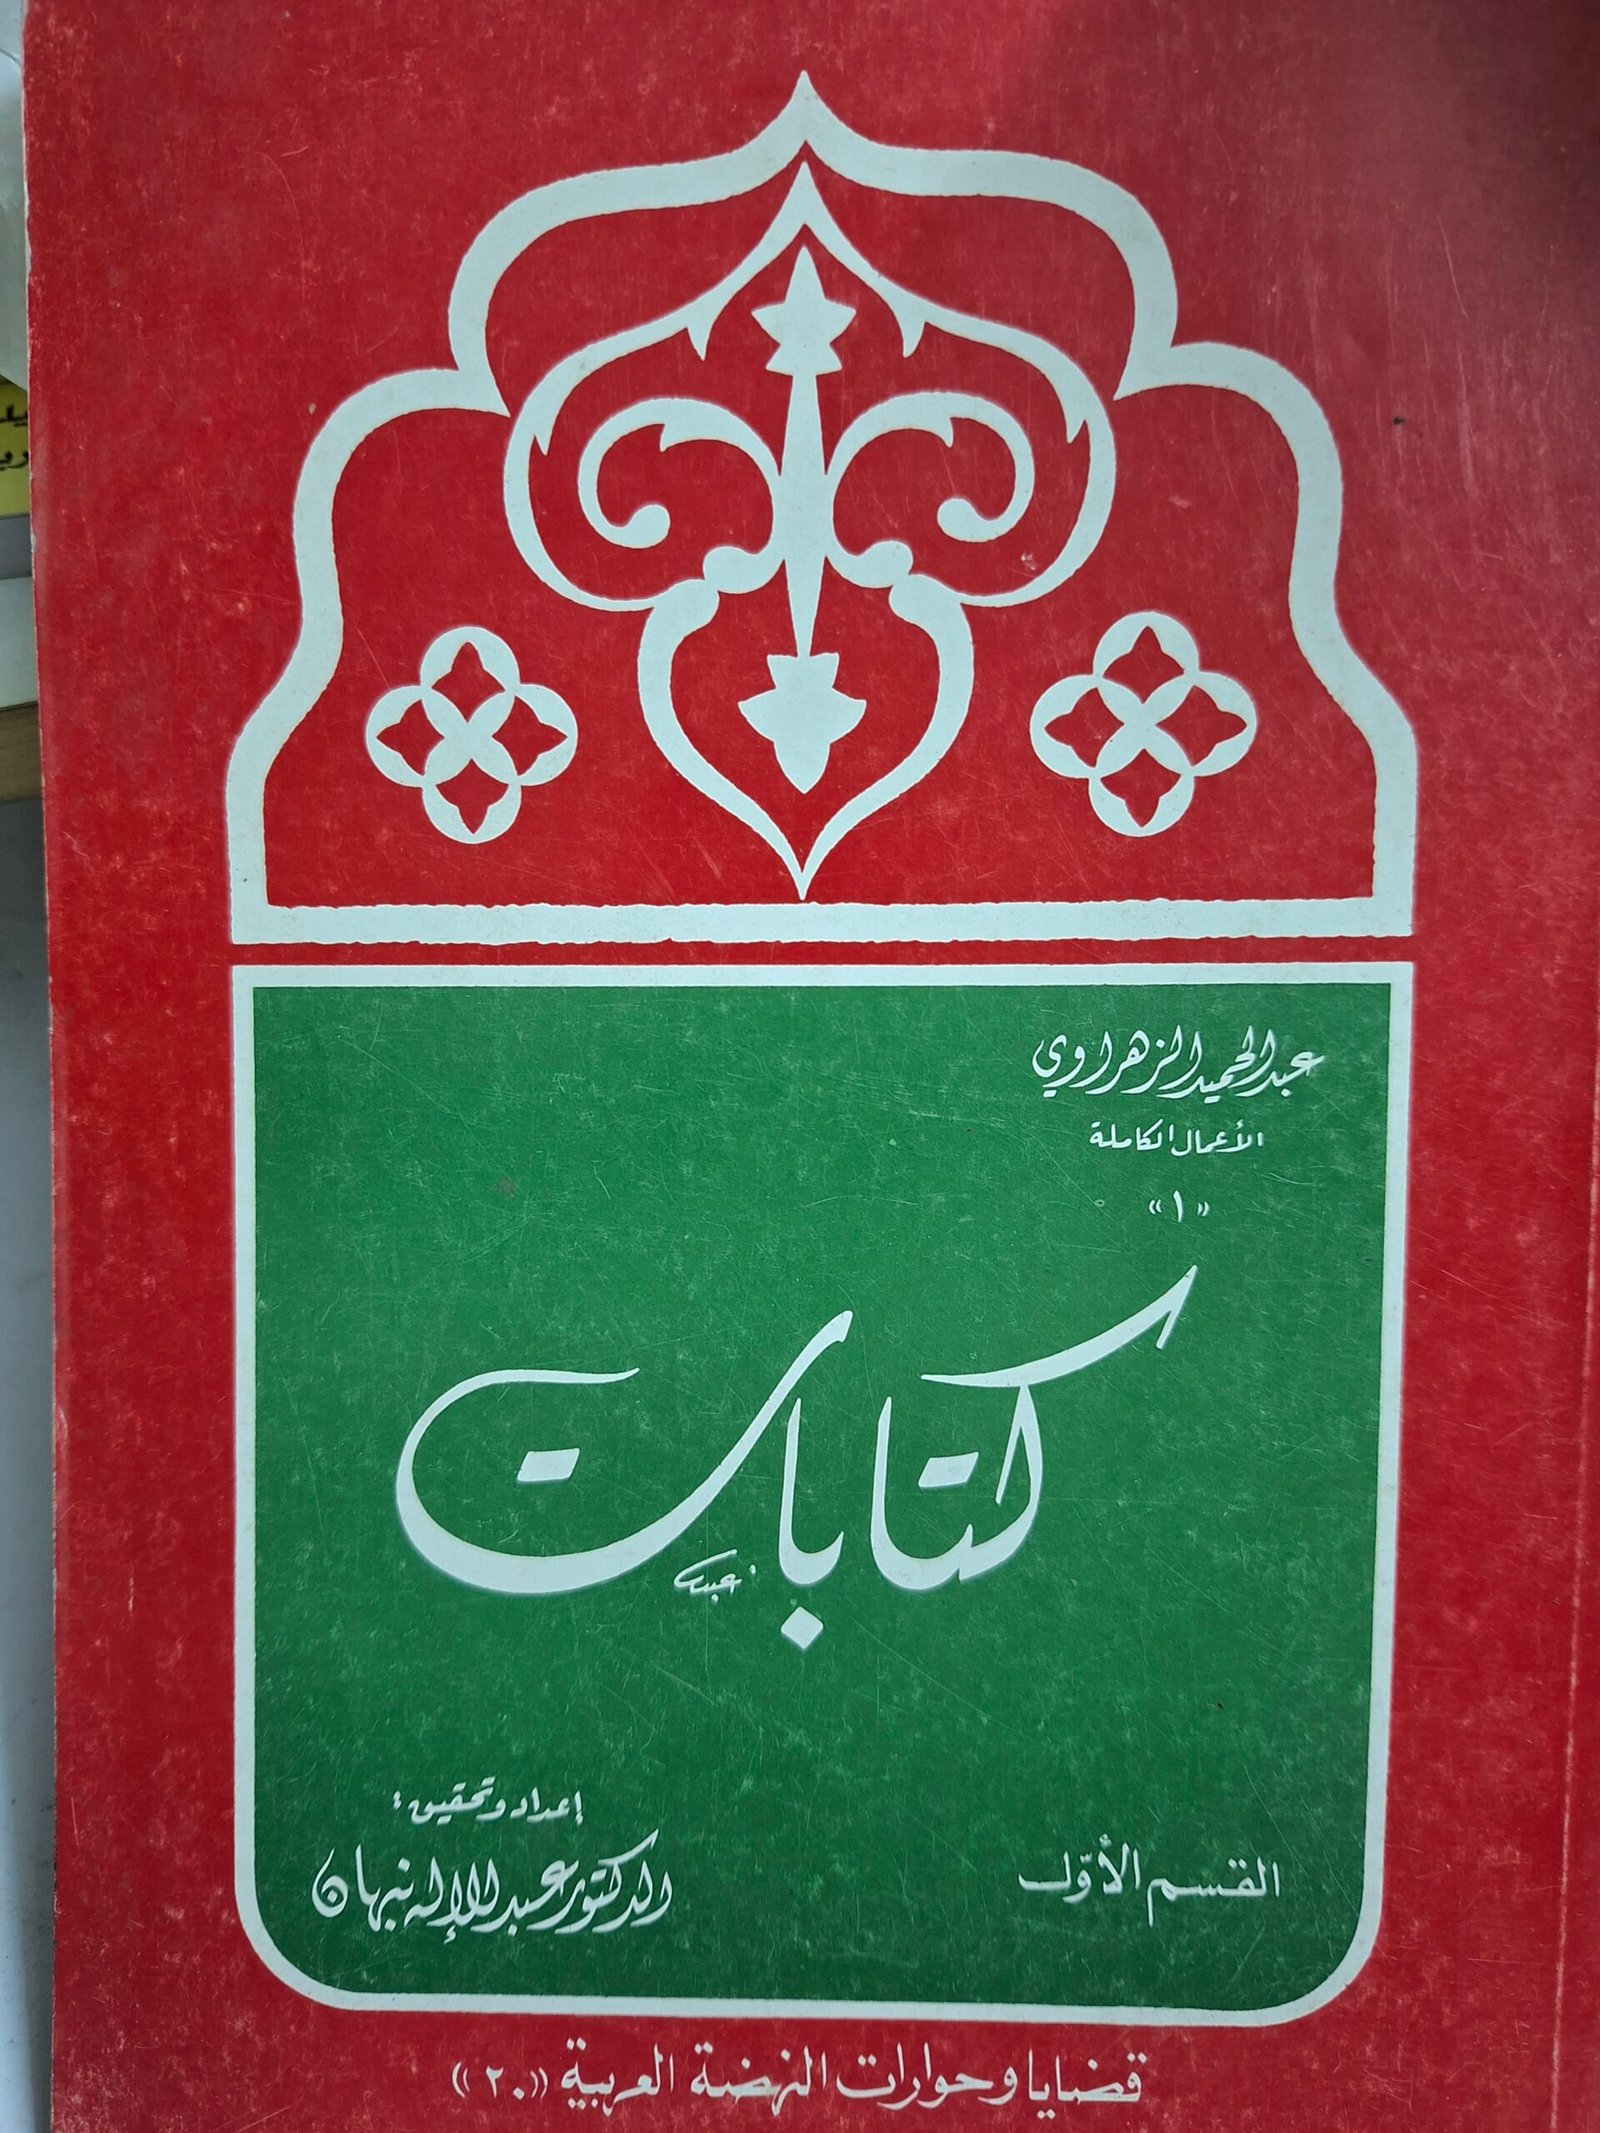 عبد الحميد الزهراوي
الأعمال الكاملة
«١»
كتابات
إعداد وتحقيق:
الدكتور عبد الإله نبهان
القسم الأوّل
قضايا وحوارات النهضة العربية «٢٠»